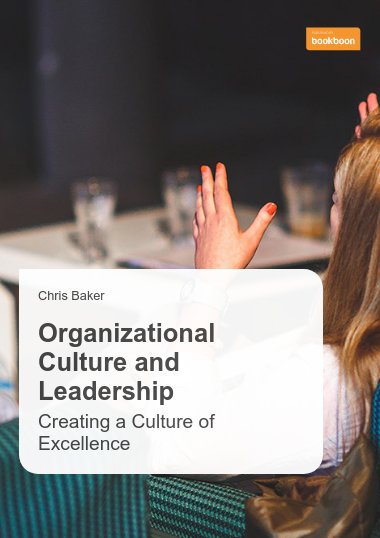 bookboon
Chris Baker
Organizational
Culture and
Leadership
Creating a Culture of
Excellence